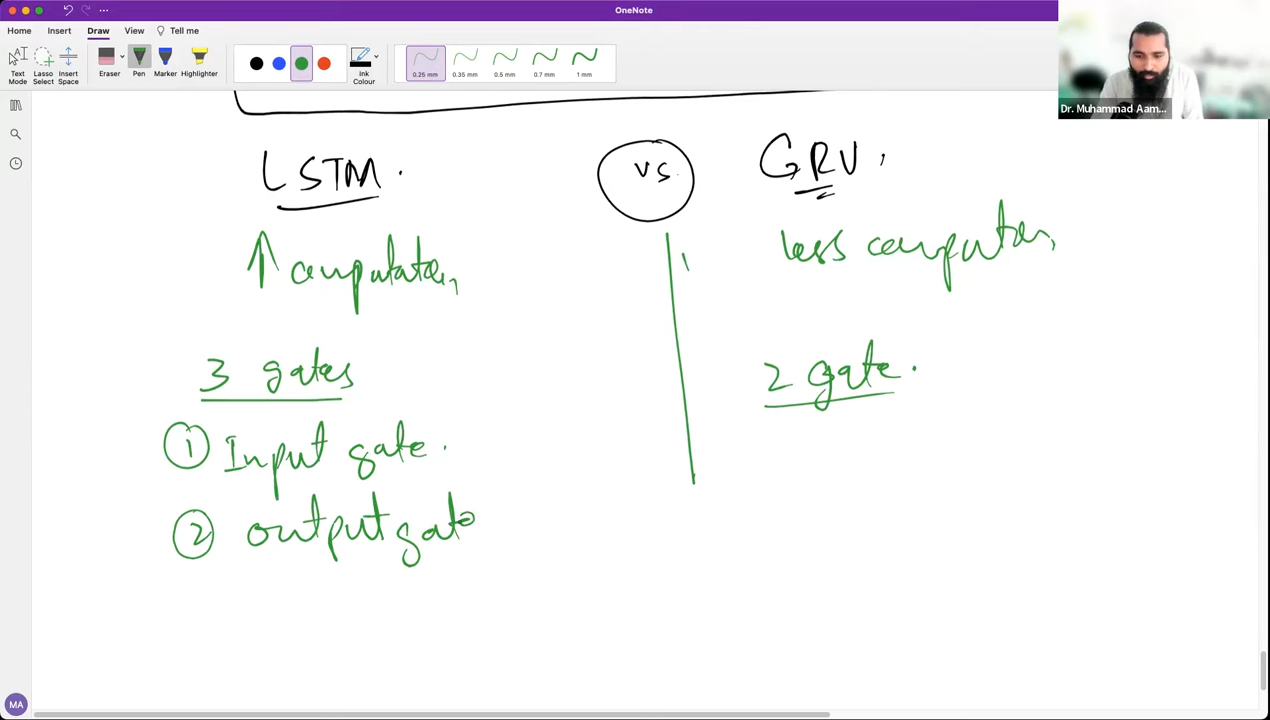 OneNote
Home Insert Draw View Tell me
Text Mode
Lasso Select
Insert Space
Eraser
Pen
Marker
Highlighter
Ink Colour
0.25 mm
0.35 mm
0.5 mm
0.7 mm
1 mm
Dr. Muhammad Aam...
LSTM.
vs
GRU.
↑ computation,
less computation,
3 gates
2 gate.
① Input gate.
② output gate
MA